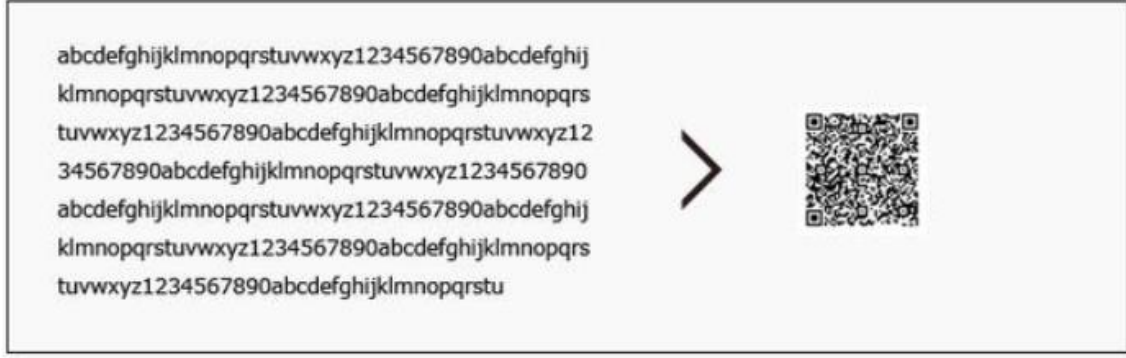 abcdefghijklmnopqrstuvwxyz1234567890abcdefghij
klmnopqrstuvwxyz1234567890abcdefghijklmnopqrs
tuvwxyz1234567890abcdefghijklmnopqrstuvwxyz12
34567890abcdefghijklmnopqrstuvwxyz1234567890
abcdefghijklmnopqrstuvwxyz1234567890abcdefghij
klmnopqrstuvwxyz1234567890abcdefghijklmnopqrs
tuvwxyz1234567890abcdefghijklmnopqrstu